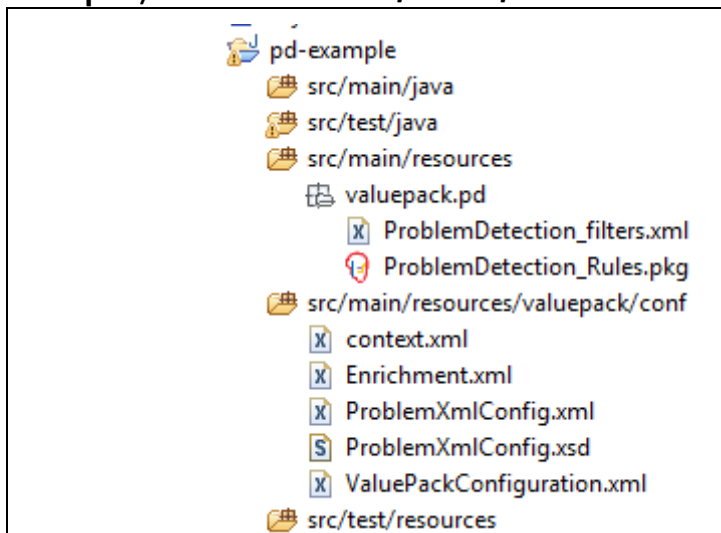 pd-example
src/main/java
src/test/java
src/main/resources
valuepack.pd
ProblemDetection_filters.xml
ProblemDetection_Rules.pkg
src/main/resources/valuepack/conf
context.xml
Enrichment.xml
ProblemXmlConfig.xml
ProblemXmlConfig.xsd
ValuePackConfiguration.xml
src/test/resources